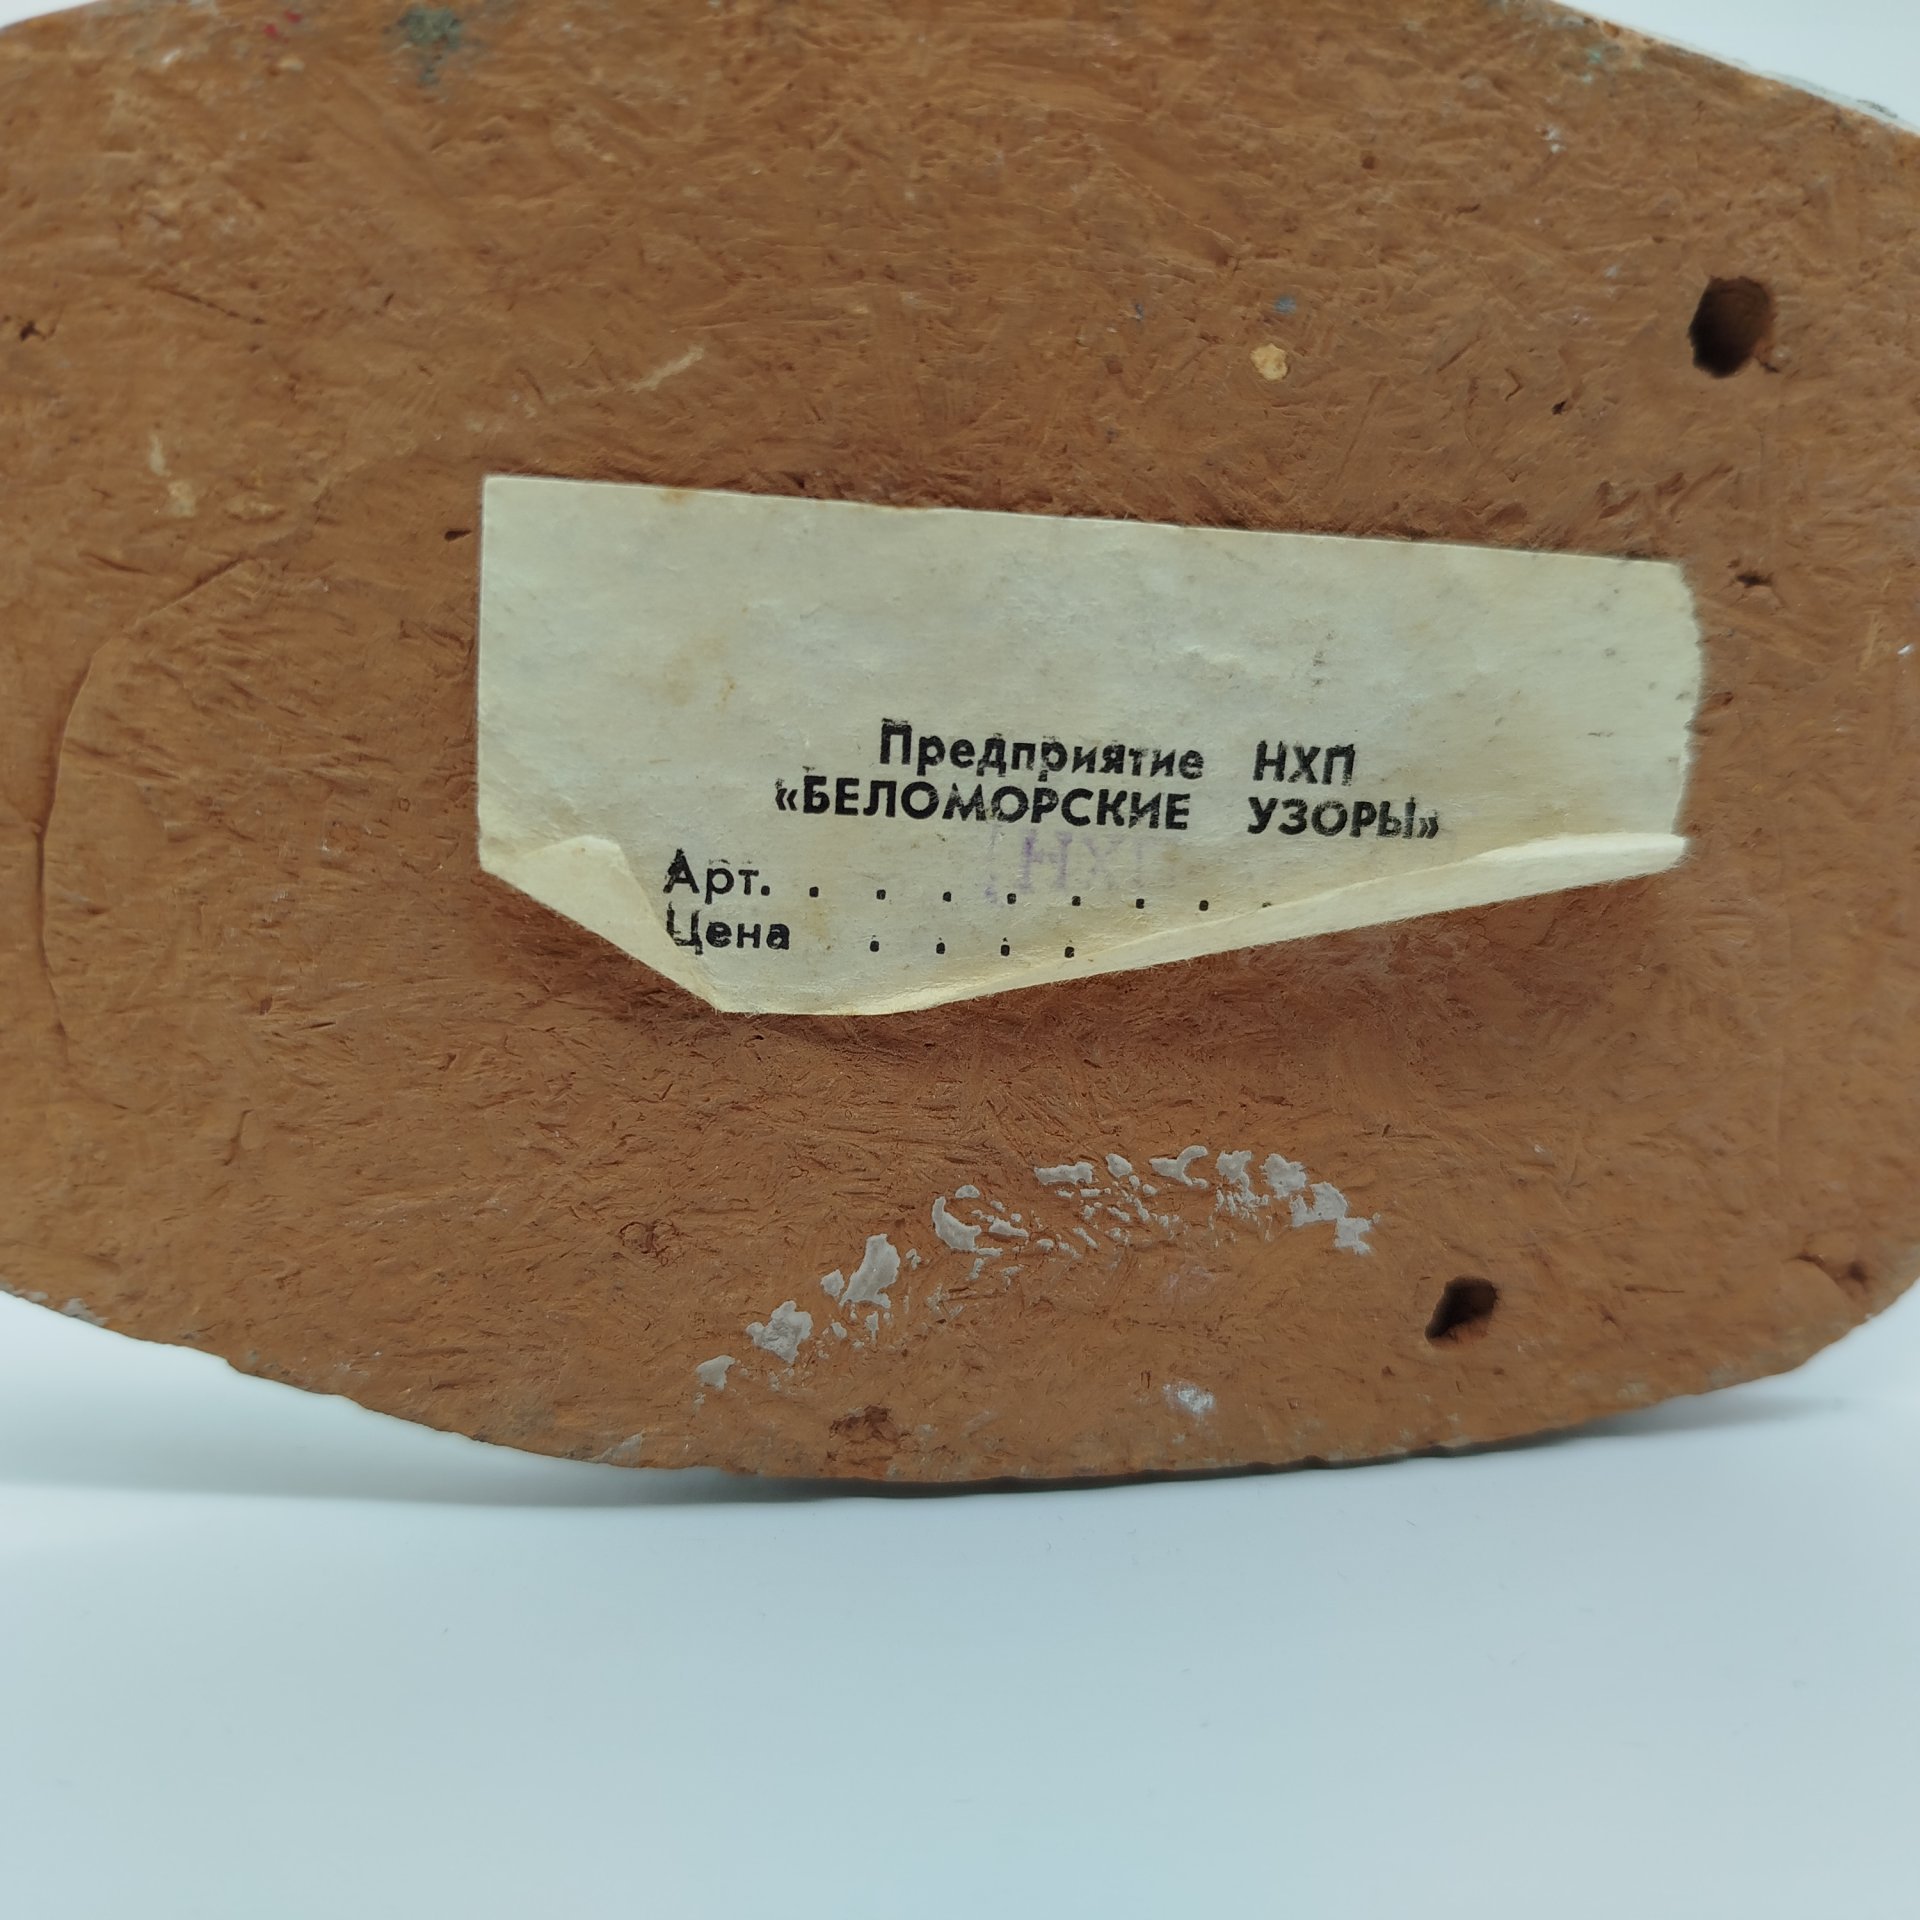 Предприятие НХП
«БЕЛОМОРСКИЕ УЗОРЫ»
Арт. . . . . . . . .
Цена . . . .